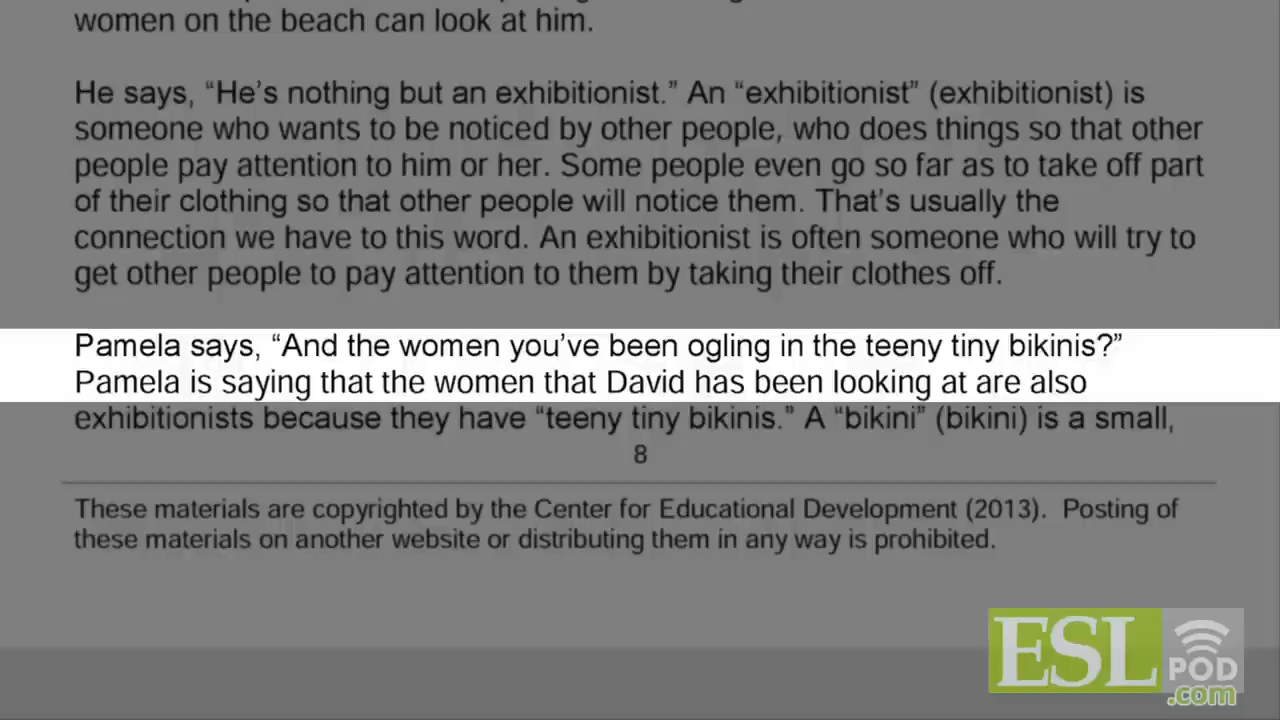 women on the beach can look at him.
He says, “He’s nothing but an exhibitionist.” An “exhibitionist” (exhibitionist) is
someone who wants to be noticed by other people, who does things so that other
people pay attention to him or her. Some people even go so far as to take off part
of their clothing so that other people will notice them. That’s usually the
connection we have to this word. An exhibitionist is often someone who will try to
get other people to pay attention to them by taking their clothes off.
Pamela says, “And the women you’ve been ogling in the teeny tiny bikinis?”
Pamela is saying that the women that David has been looking at are also
exhibitionists because they have “teeny tiny bikinis.” A “bikini” (bikini) is a small,
8
These materials are copyrighted by the Center for Educational Development (2013). Posting of
these materials on another website or distributing them in any way is prohibited.
ESL
POD
.com